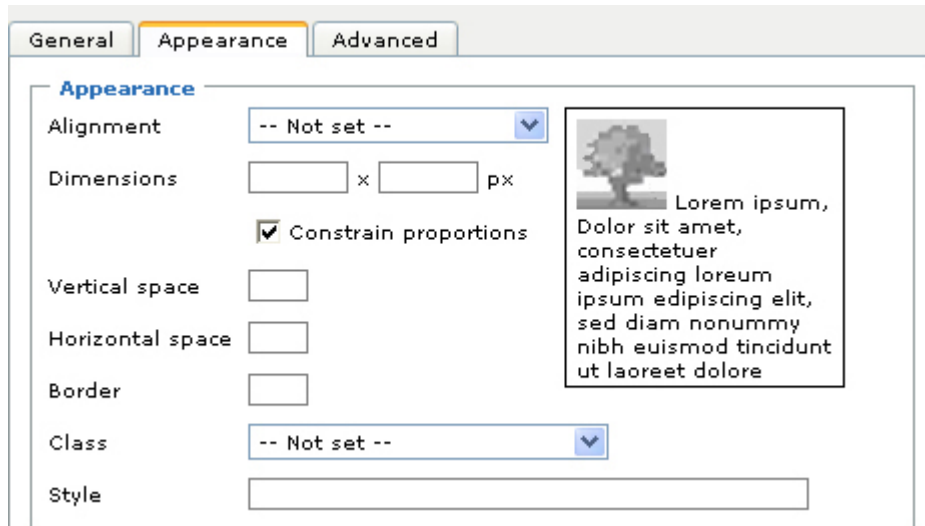 General Appearance Advanced
Appearance
Alignment -- Not set --
Dimensions x px
Constrain proportions
Vertical space
Horizontal space
Border
Class -- Not set --
Style
Lorem ipsum,
Dolor sit amet,
consectetuer
adipiscing loreum
ipsum edipiscing elit,
sed diam nonummy
nibh euismod tincidunt
ut laoreet dolore